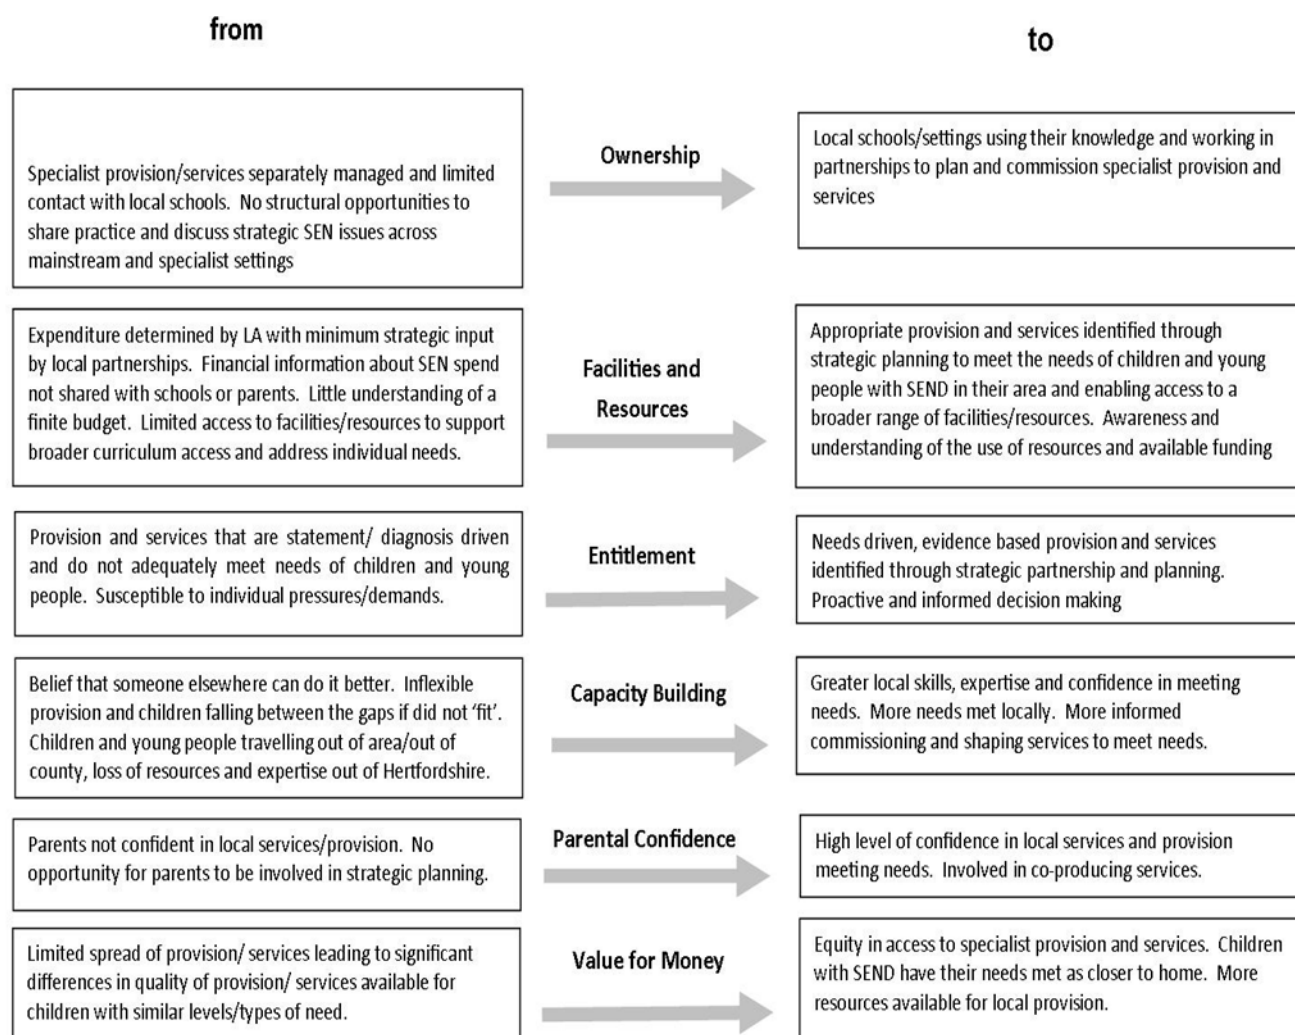 from
to
Specialist provision/services separately managed and limited
contact with local schools.  No structural opportunities to
share practice and discuss strategic SEN issues across
mainstream and specialist settings
Ownership
Local schools/settings using their knowledge and working in
partnerships to plan and commission specialist provision and
services
Expenditure determined by LA with minimum strategic input
by local partnerships.  Financial information about SEN spend
not shared with schools or parents.  Little understanding of a
finite budget.  Limited access to facilities/resources to support
broader curriculum access and address individual needs.
Facilities and
Resources
Appropriate provision and services identified through
strategic planning to meet the needs of children and young
people with SEND in their area and enabling access to a
broader range of facilities/resources.  Awareness and
understanding of the use of resources and available funding
Provision and services that are statement/ diagnosis driven
and do not adequately meet needs of children and young
people.  Susceptible to individual pressures/demands.
Entitlement
Needs driven, evidence based provision and services
identified through strategic partnership and planning.
Proactive and informed decision making
Belief that someone elsewhere can do it better.  Inflexible
provision and children falling between the gaps if did not ‘fit’.
Children and young people travelling out of area/out of
county, loss of resources and expertise out of Hertfordshire.
Capacity Building
Greater local skills, expertise and confidence in meeting
needs.  More needs met locally.  More informed
commissioning and shaping services to meet needs.
Parents not confident in local services/provision.  No
opportunity for parents to be involved in strategic planning.
Parental Confidence
High level of confidence in local services and provision
meeting needs.  Involved in co-producing services.
Limited spread of provision/ services leading to significant
differences in quality of provision/ services available for
children with similar levels/types of need.
Value for Money
Equity in access to specialist provision and services.  Children
with SEND have their needs met as closer to home.  More
resources available for local provision.